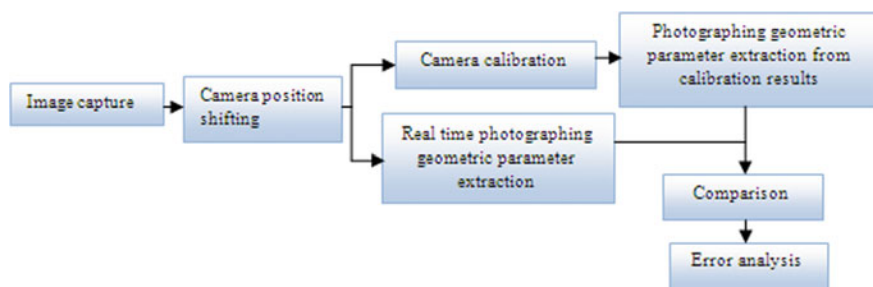 Image capture
Camera position
shifting
Camera calibration
Photographing geometric
parameter extraction from
calibration results
Real time photographing
geometric parameter
extraction
Comparison
Error analysis